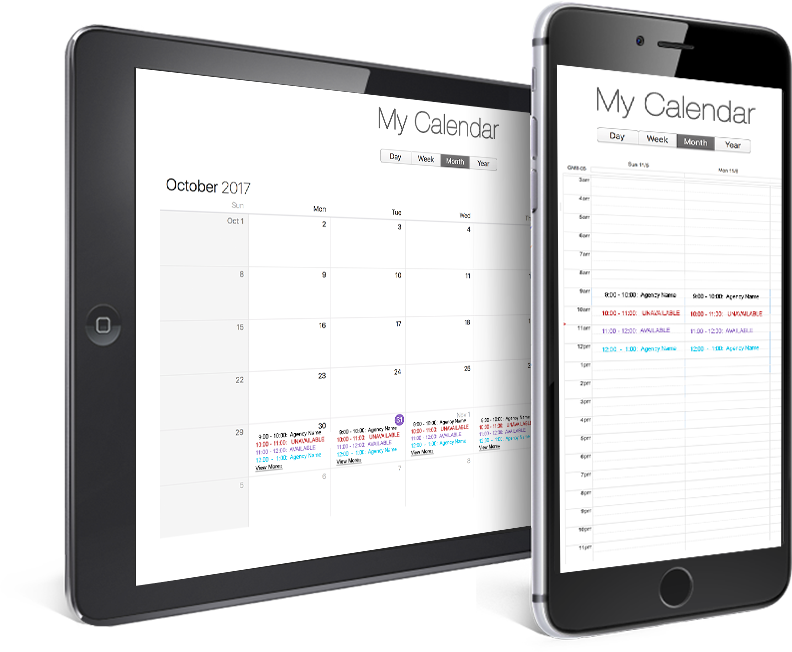 My Calendar
Day Week Month Year
October 2017
Sun Mon Tue Wed
Oct 1 2 3 4
8 9 10 11
15 16 17 18
22 23 24 25
29 30 31 Nov 1
9:00 - 10:00: Agency Name 9:00 - 10:00: Agency Name 9:00 - 10:00: Agency Name 9:00 - 10:00: Agency Name
10:00 - 11:00: UNAVAILABLE 10:00 - 11:00: UNAVAILABLE 10:00 - 11:00: UNAVAILABLE 10:00 - 11:00: UNAVAILABLE
11:00 - 12:00: AVAILABLE 11:00 - 12:00: AVAILABLE 11:00 - 12:00: AVAILABLE 11:00 - 12:00: AVAILABLE
12:00 - 1:00: Agency Name 12:00 - 1:00: Agency Name 12:00 - 1:00: Agency Name 12:00 - 1:00: Agency
View More: View More: View More: View More:
5 6 7 8
My Calendar
Day Week Month Year
GMT-05 Sun 11/5 Mon 11/6
3am
4am
5am
6am
7am
8am
9am
9:00 - 10:00: Agency Name 9:00 - 10:00: Agency Name
10am
10:00 - 11:00: UNAVAILABLE 10:00 - 11:00: UNAVAILABLE
11am
11:00 - 12:00: AVAILABLE 11:00 - 12:00: AVAILABLE
12pm
12:00 - 1:00: Agency Name 12:00 - 1:00: Agency Name
1pm
2pm
3pm
4pm
5pm
6pm
7pm
8pm
9pm
10pm
11pm